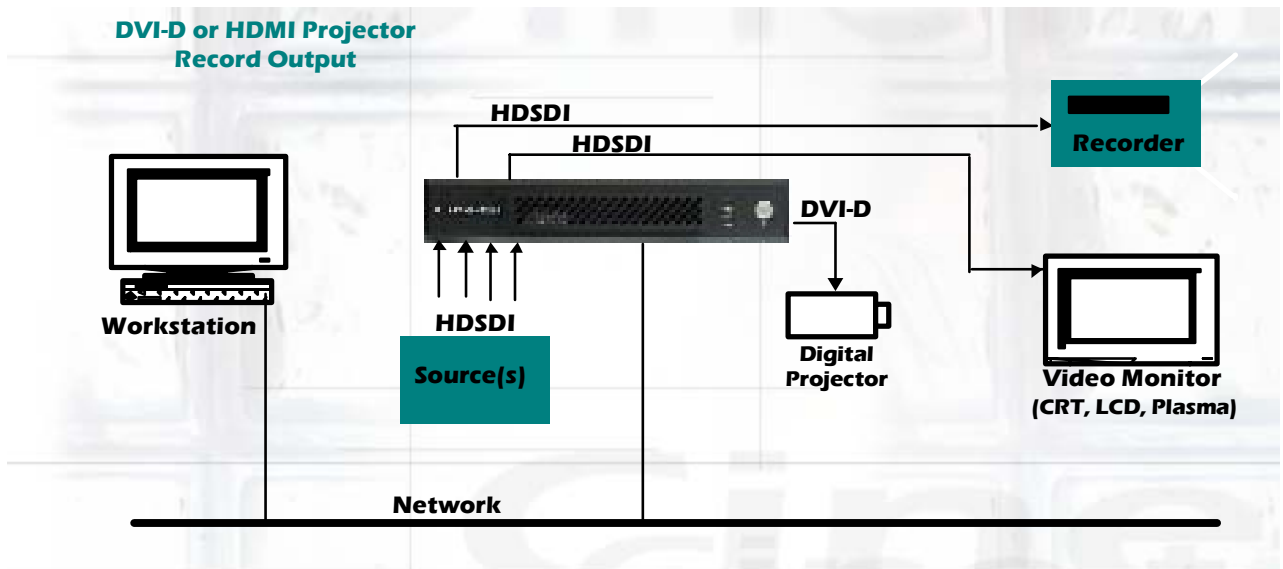 DVI-D or HDMI Projector
Record Output
HDSDI
HDSDI
Recorder
DVI-D
Workstation
HDSDI
Source(s)
Digital
Projector
Video Monitor
(CRT, LCD, Plasma)
Network
Cine